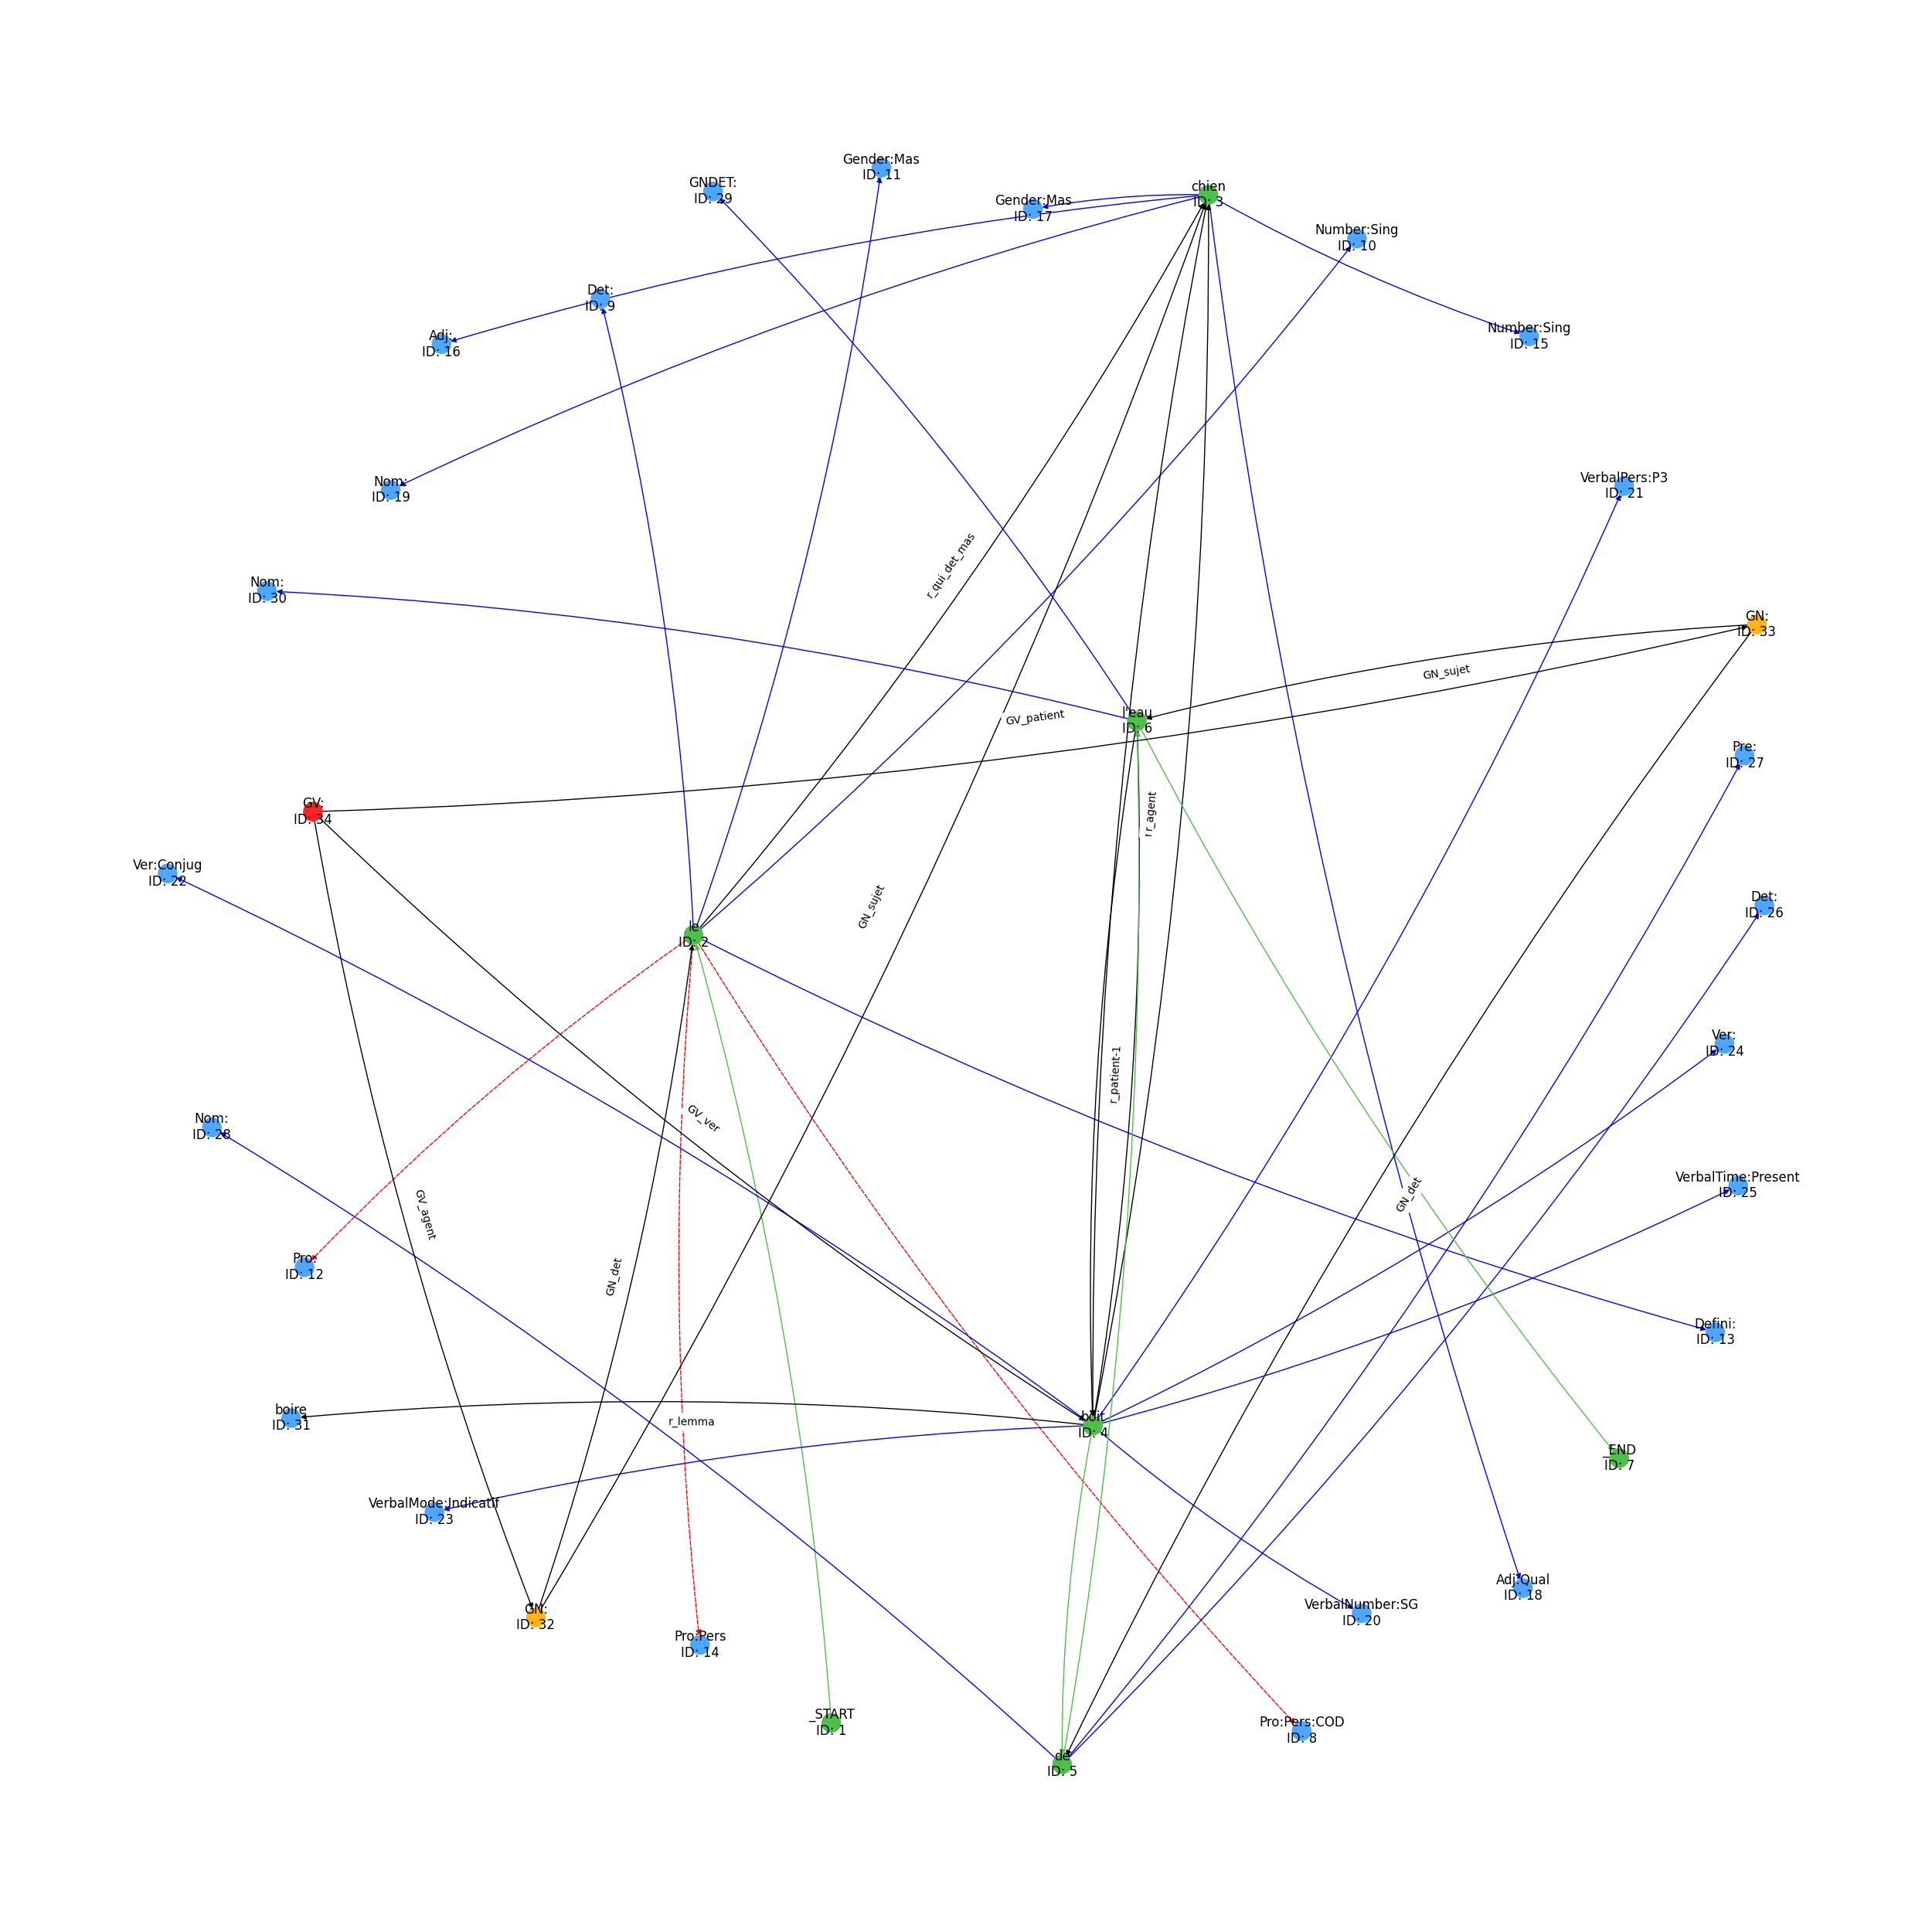 Gender:Mas
ID: 11
GNDET:
ID: 29
chien
ID: 3
Gender:Mas
ID: 17
Number:Sing
ID: 10
Det:
ID: 9
Number:Sing
ID: 15
Adj:
ID: 16
Nom:
ID: 19
VerbalPers:P3
ID: 21
r_qui_det_mas
Nom:
ID: 30
GN:
ID: 33
GN_sujet
l'eau
ID: 6
GV_patient
Pre:
ID: 27
GV:
ID: 34
r_agent
Ver:Conjug
ID: 22
Det:
ID: 26
GN_sujet
le
ID: 2
Ver:
ID: 24
r_patient-1
Nom:
ID: 28
GV_ver
VerbalTime:Present
ID: 25
GN_det
GV_agent
Pro:
ID: 12
GN_det
Defini:
ID: 13
boire
ID: 31
r_lemma
boit
ID: 4
_END
ID: 7
VerbalMode:Indicatif
ID: 23
Adj:Qual
ID: 18
VerbalNumber:SG
ID: 20
GN:
ID: 32
Pro:Pers
ID: 14
_START
ID: 1
Pro:Pers:COD
ID: 8
de
ID: 5